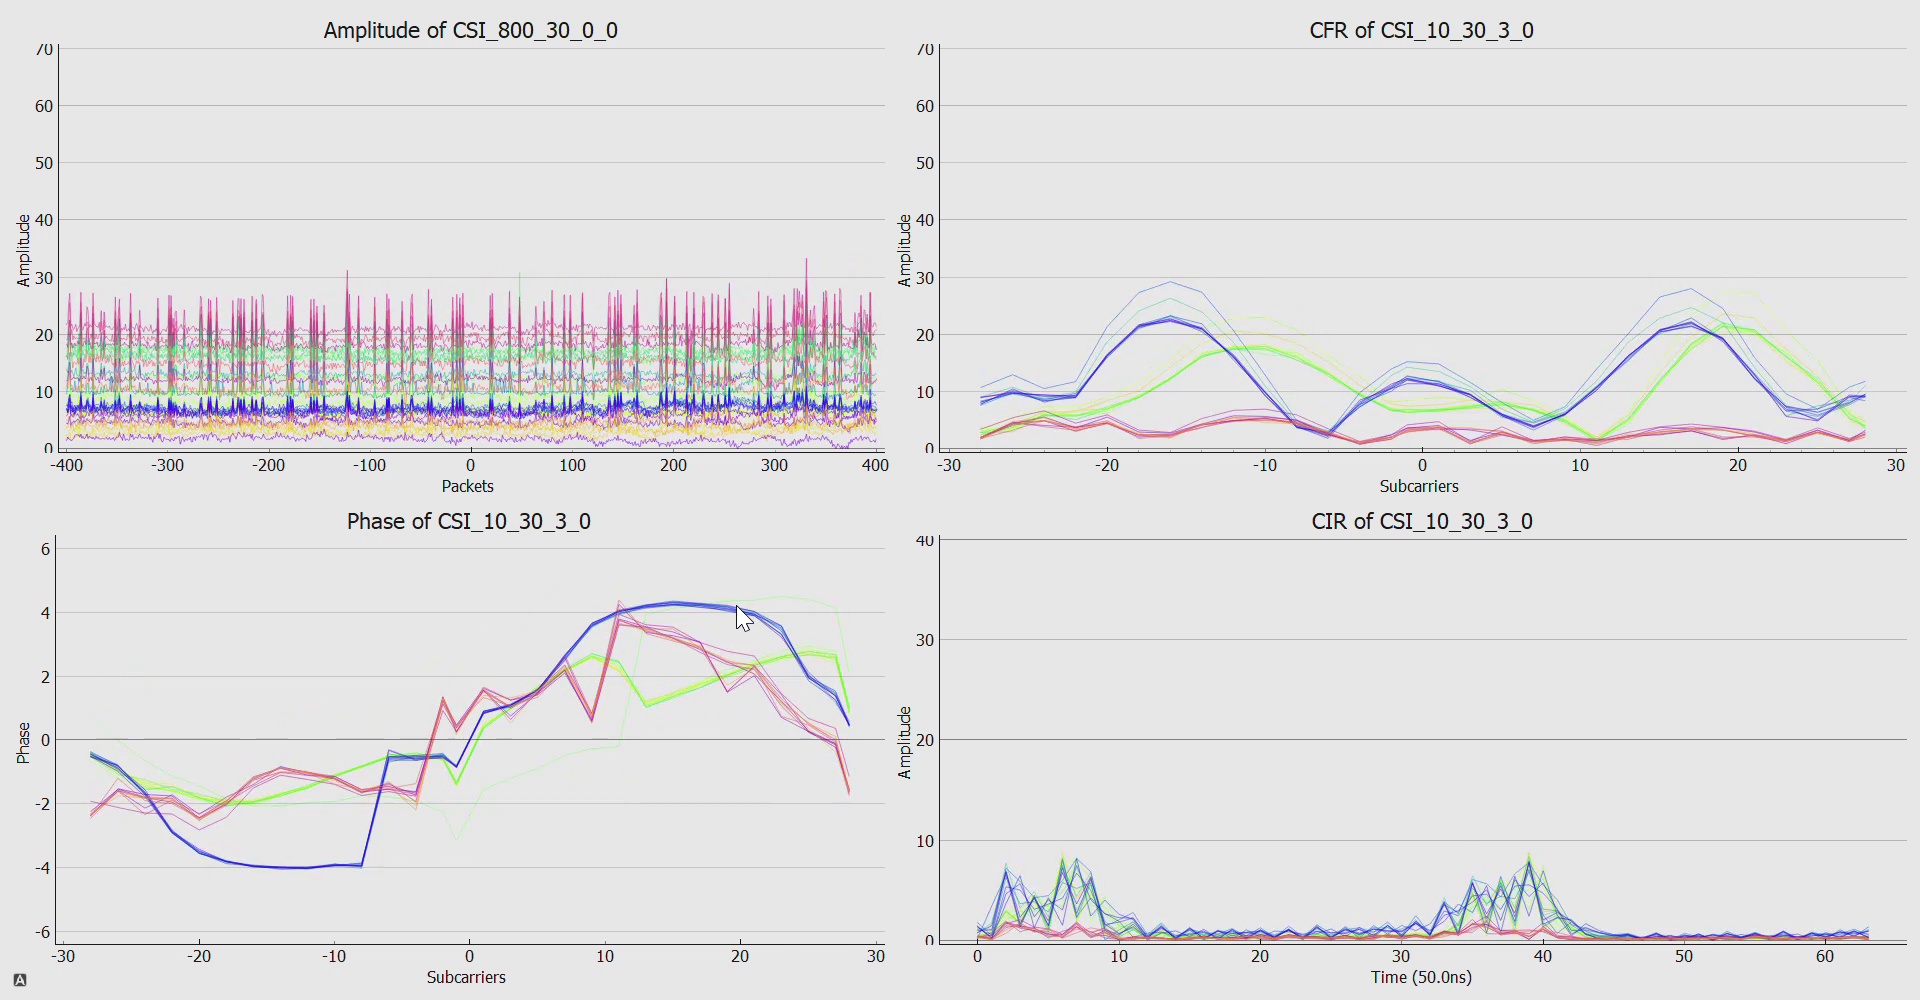 Amplitude of CSI_800_30_0_0
70
60
50
40
30
20
10
0
Amplitude
-400 -300 -200 -100 0 100 200 300 400
Packets
CFR of CSI_10_30_3_0
70
60
50
40
30
20
10
0
Amplitude
-30 -20 -10 0 10 20 30
Subcarriers
Phase of CSI_10_30_3_0
6
4
2
0
-2
-4
-6
Phase
-30 -20 -10 0 10 20 30
Subcarriers
A
CIR of CSI_10_30_3_0
40
30
20
10
0
Amplitude
0 10 20 30 40 50 60
Time (50.0ns)